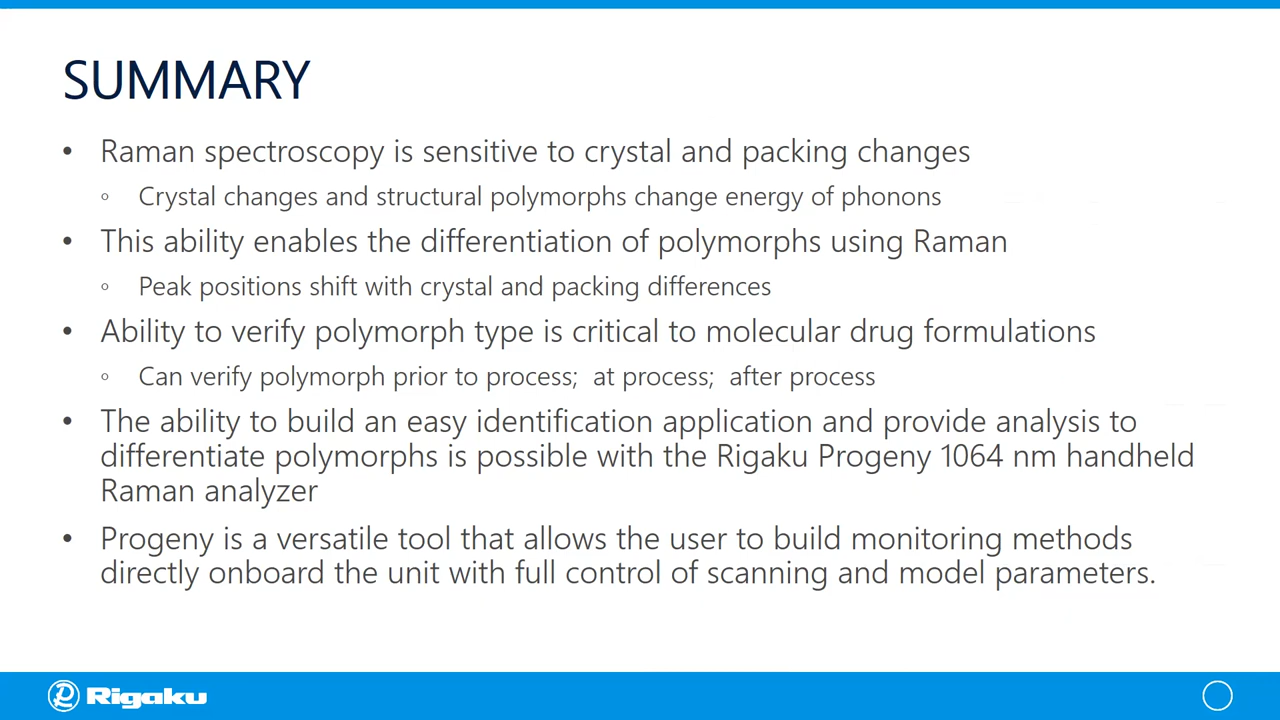 SUMMARY
• Raman spectroscopy is sensitive to crystal and packing changes
◦ Crystal changes and structural polymorphs change energy of phonons
• This ability enables the differentiation of polymorphs using Raman
◦ Peak positions shift with crystal and packing differences
• Ability to verify polymorph type is critical to molecular drug formulations
◦ Can verify polymorph prior to process;  at process;  after process
• The ability to build an easy identification application and provide analysis to
differentiate polymorphs is possible with the Rigaku Progeny 1064 nm handheld
Raman analyzer
• Progeny is a versatile tool that allows the user to build monitoring methods
directly onboard the unit with full control of scanning and model parameters.
Rigaku